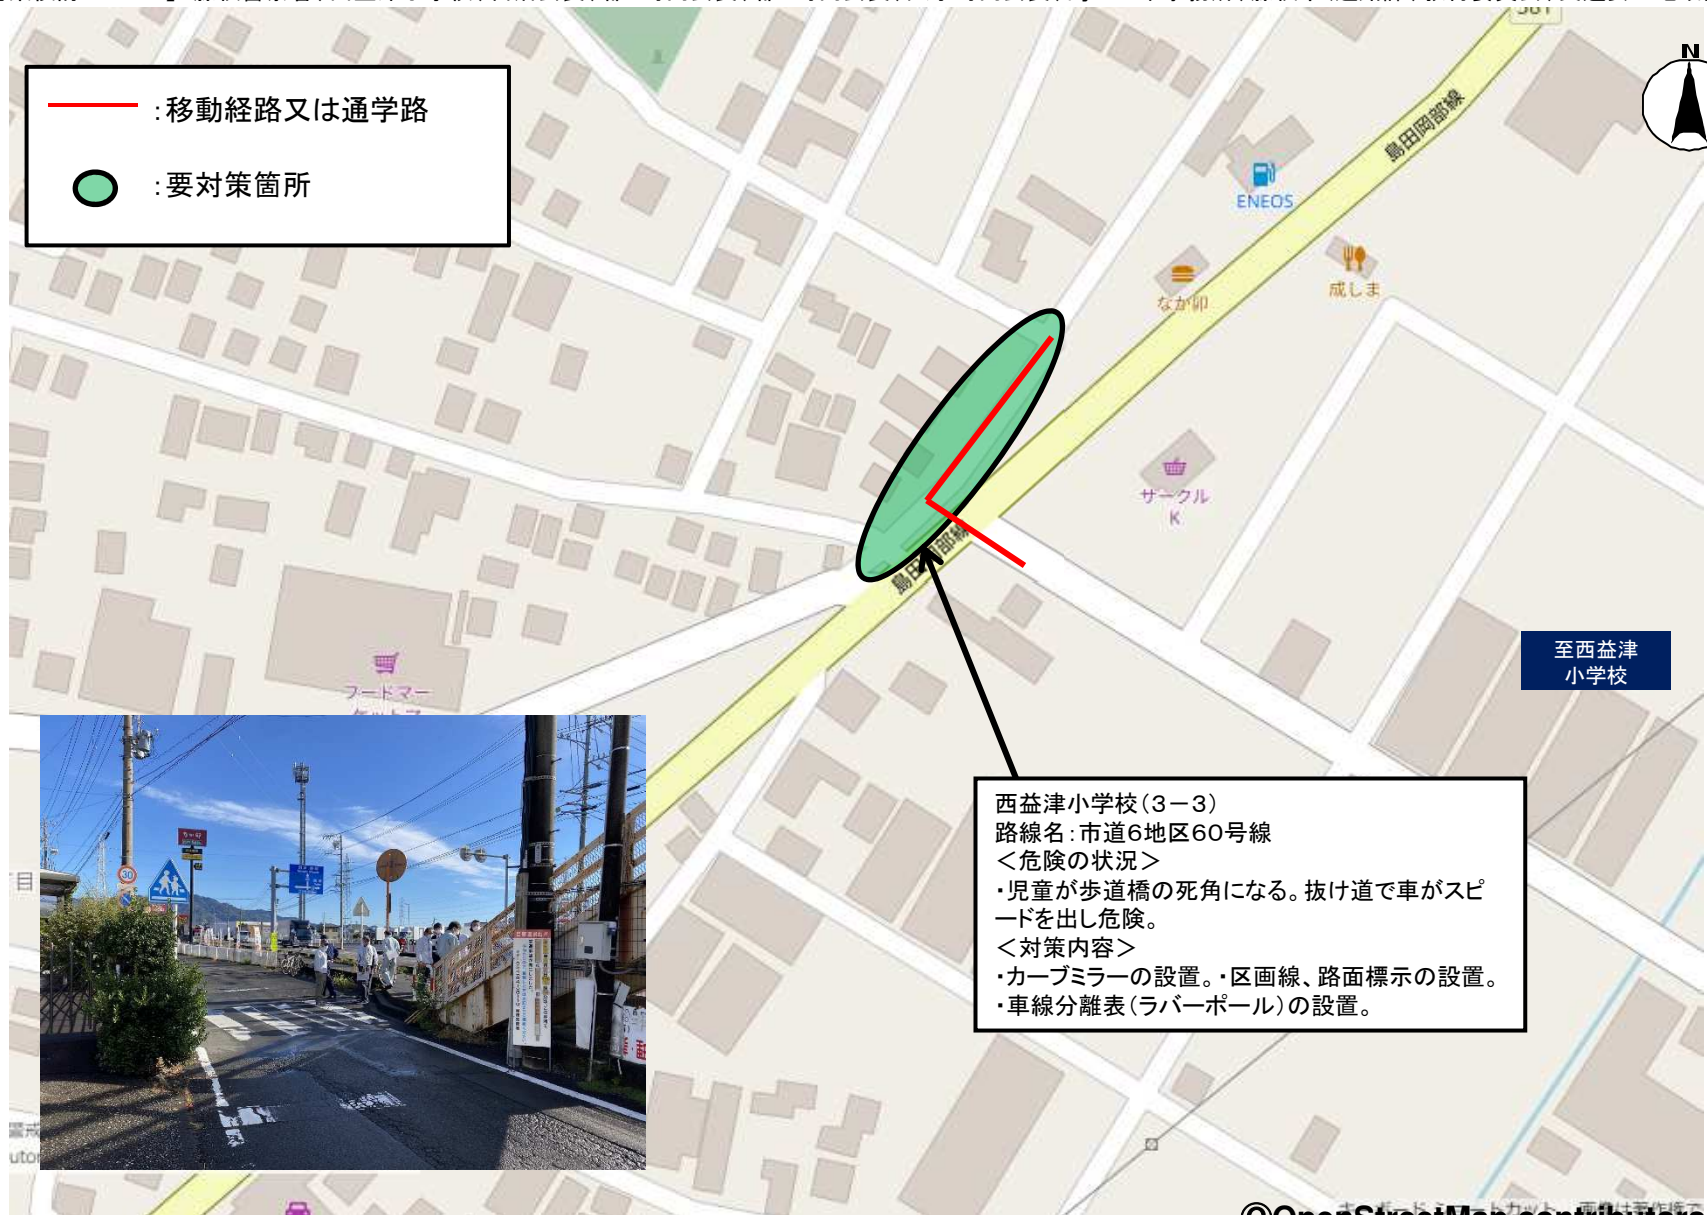 :移動経路又は通学路
:要対策箇所
N
381
島田岡部線
ENEOS
なか卯
成しま
サークル
K
島田岡部線
至西益津
小学校
フードマー
西益津小学校(3-3)
路線名:市道6地区60号線
<危険の状況>
・児童が歩道橋の死角になる。抜け道で車がスピ
ードを出し危険。
<対策内容>
・カーブミラーの設置。・区画線、路面標示の設置。
・車線分離表(ラバーポール)の設置。
30
目
©OpenStreetMap contributors